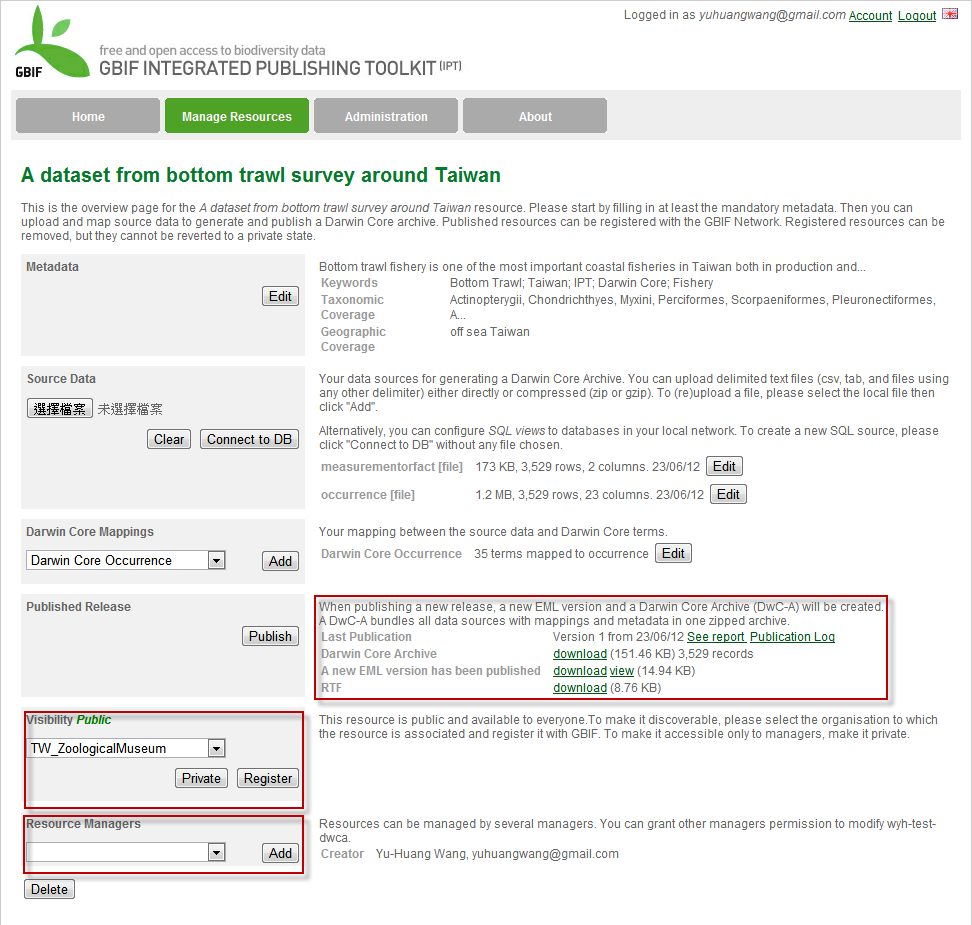 Logged in as yuhuangwang@gmail.com Account Logout
GBIF
free and open access to biodiversity data
GBIF INTEGRATED PUBLISHING TOOLKIT (IPT)
Home Manage Resources Administration About
A dataset from bottom trawl survey around Taiwan
This is the overview page for the A dataset from bottom trawl survey around Taiwan resource. Please start by filling in at least the mandatory metadata. Then you can
upload and map source data to generate and publish a Darwin Core archive. Published resources can be registered with the GBIF Network. Registered resources can be
removed, but they cannot be reverted to a private state.
Metadata
Edit
Bottom trawl fishery is one of the most important coastal fisheries in Taiwan both in production and...
Keywords Bottom Trawl; Taiwan; IPT; Darwin Core; Fishery
Taxonomic Actinopterygii, Chondrichthyes, Myxini, Perciformes, Scorpaeniformes, Pleuronectiformes,
Coverage A...
Geographic off sea Taiwan
Coverage
Source Data
選擇檔案 未選擇檔案
Clear Connect to DB
Your data sources for generating a Darwin Core Archive. You can upload delimited text files (csv, tab, and files using
any other delimiter) either directly or compressed (zip or gzip). To (re)upload a file, please select the local file then
click "Add".
Alternatively, you can configure SQL views to databases in your local network. To create a new SQL source, please
click "Connect to DB" without any file chosen.
measurementorfact [file] 173 KB, 3,529 rows, 2 columns. 23/06/12 Edit
occurrence [file] 1.2 MB, 3,529 rows, 23 columns. 23/06/12 Edit
Darwin Core Mappings
Darwin Core Occurrence Add
Your mapping between the source data and Darwin Core terms.
Darwin Core Occurrence 35 terms mapped to occurrence Edit
Published Release
Publish
When publishing a new release, a new EML version and a Darwin Core Archive (DwC-A) will be created.
A DwC-A bundles all data sources with mappings and metadata in one zipped archive.
Last Publication Version 1 from 23/06/12 See report Publication Log
Darwin Core Archive download (151.46 KB) 3,529 records
A new EML version has been published download view (14.94 KB)
RTF download (8.76 KB)
Visibility Public
TW_ZoologicalMuseum
Private Register
This resource is public and available to everyone.To make it discoverable, please select the organisation to which
the resource is associated and register it with GBIF. To make it accessible only to managers, make it private.
Resource Managers
Add
Resources can be managed by several managers. You can grant other managers permission to modify wyh-test-
dwca.
Creator Yu-Huang Wang, yuhuangwang@gmail.com
Delete